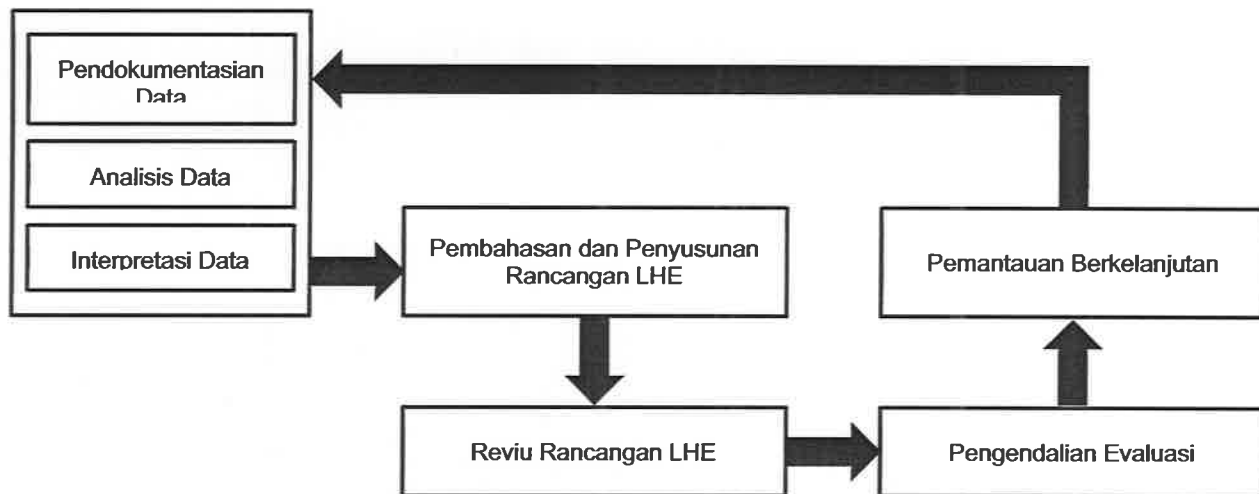 Pendokumentasian
Data
Analisis Data
Interpretasi Data
Pembahasan dan Penyusunan
Rancangan LHE
Reviu Rancangan LHE
Pengendalian Evaluasi
Pemantauan Berkelanjutan